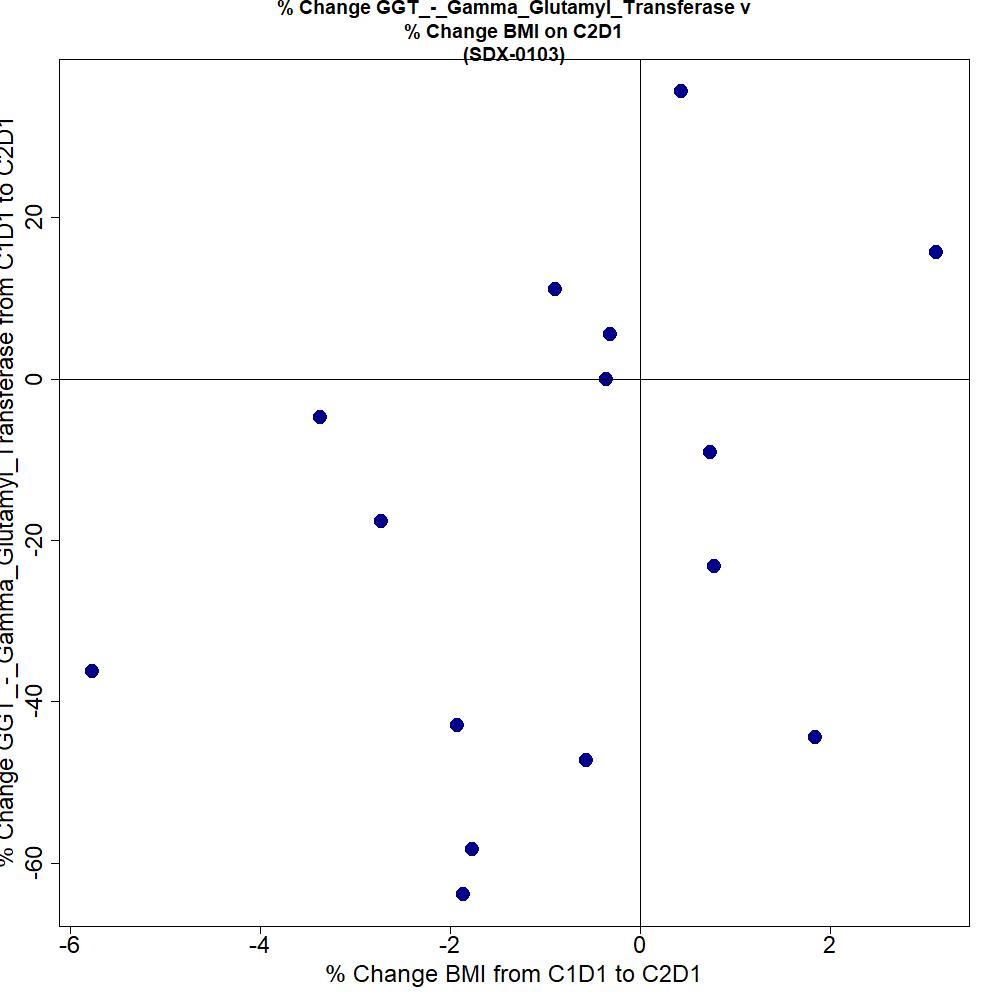 % Change GGT_-_Gamma_Glutamyl_Transferase v
% Change BMI on C2D1
(SDX-0103)
% Change GGT_-_Gamma_Glutamyl_Transferase from C1D1 to C2D1
20
0
-20
-40
-60
-6
-4
-2
0
2
% Change BMI from C1D1 to C2D1